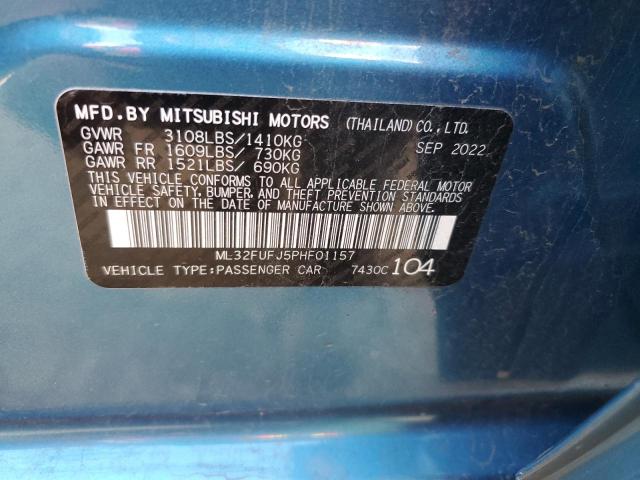 MFD.BY MITSUBISHI MOTORS (THAILAND) CO., LTD.
GVWR 3108LBS/1410KG SEP 2022
GAWR FR 1609LBS/ 730KG
GAWR RR 1521LBS/ 690KG
THIS VEHICLE CONFORMS TO ALL APPLICABLE FEDERAL MOTOR
VEHICLE SAFETY, BUMPER, AND THEFT PREVENTION STANDARDS
IN EFFECT ON THE DATE OF MANUFACTURE SHOWN ABOVE.
ML32FUFJ5PHF01157
VEHICLE TYPE:PASSENGER CAR 7430C 104